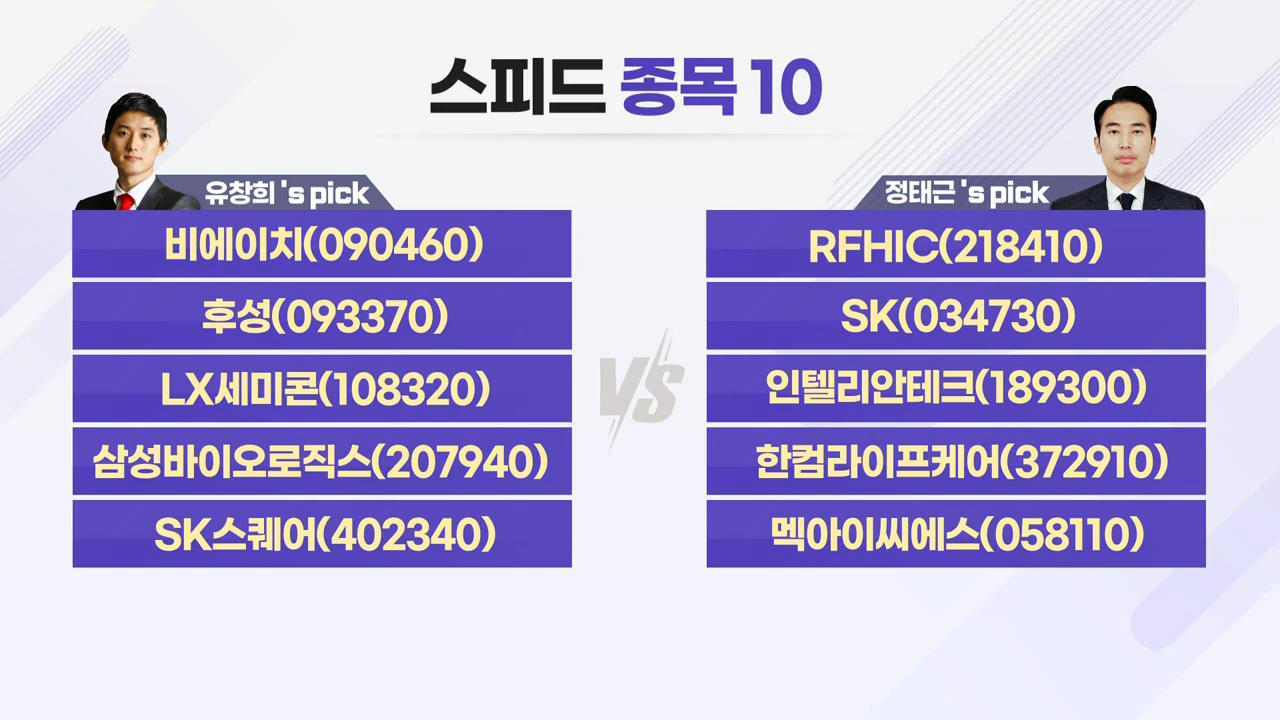 스피드 종목 10
유창희 's pick
비에이치(090460)
후성(093370)
LX세미콘(108320)
삼성바이오로직스(207940)
SK스퀘어(402340)
VS
정태근 's pick
RFHIC(218410)
SK(034730)
인텔리안테크(189300)
한컴라이프케어(372910)
멕아이씨에스(058110)